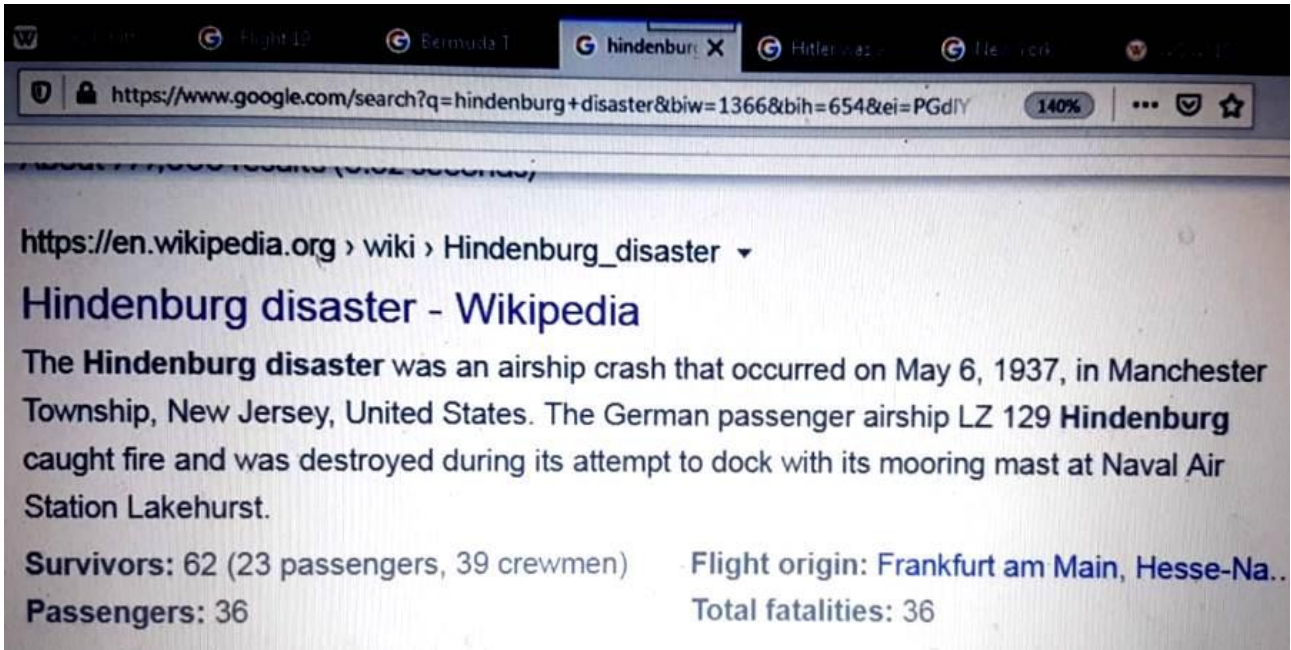 Flight 19
Bermuda T
hindenbur
Hitler was
New York
https://www.google.com/search?q=hindenburg+disaster&biw=1366&bih=654&ei=PGdlY
140%
https://en.wikipedia.org › wiki › Hindenburg_disaster
Hindenburg disaster - Wikipedia
The Hindenburg disaster was an airship crash that occurred on May 6, 1937, in Manchester
Township, New Jersey, United States. The German passenger airship LZ 129 Hindenburg
caught fire and was destroyed during its attempt to dock with its mooring mast at Naval Air
Station Lakehurst.
Survivors: 62 (23 passengers, 39 crewmen)
Flight origin: Frankfurt am Main, Hesse-Na..
Passengers: 36
Total fatalities: 36